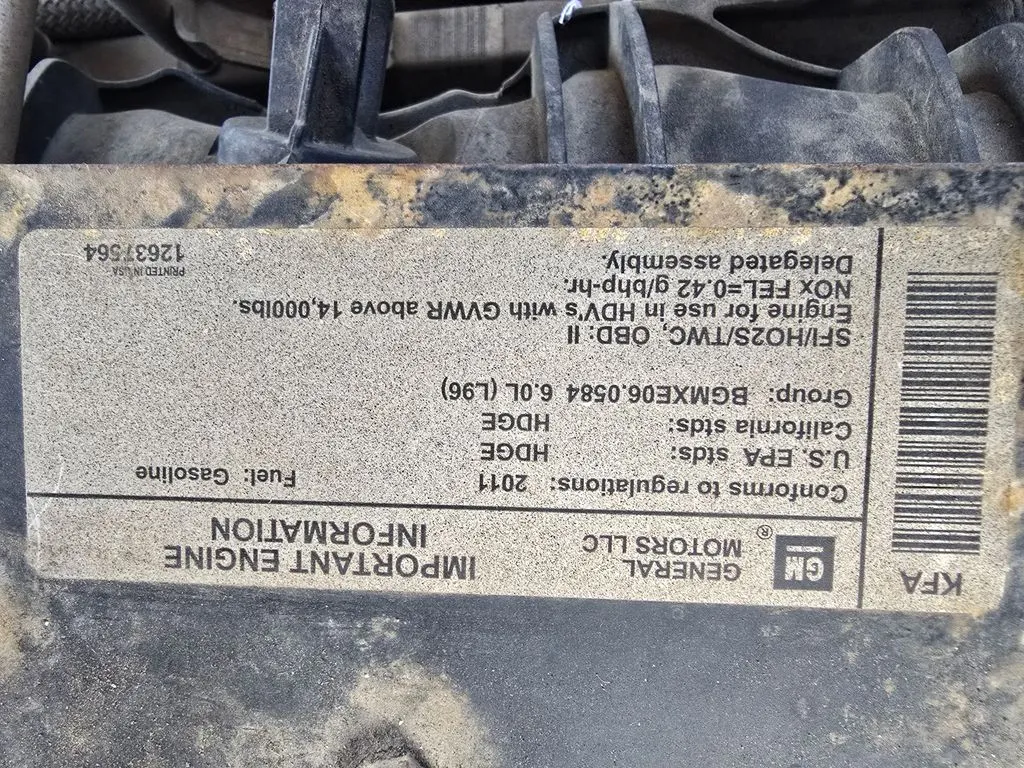 KFA
GM
®
GENERAL
MOTORS LLC
IMPORTANT ENGINE
INFORMATION
Conforms to regulations: 2011 Fuel: Gasoline
U.S. EPA stds: HDGE
California stds: HDGE
Group: BGMXE06.0584 6.0L (L96)
SFI/HO2S/TWC, OBD: II
Engine for use in HDV's with GVWR above 14,000lbs.
NOX FEL=0.42 g/bhp-hr.
Delegated assembly.
PRINTED IN USA
12637564